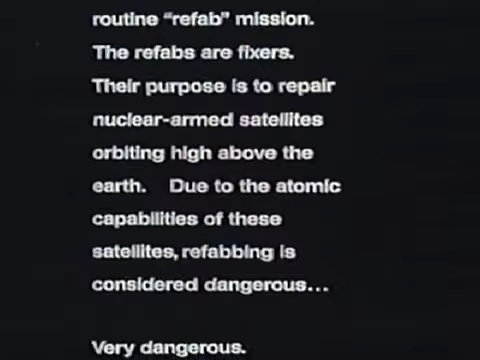 routine “refab” mission.
The refabs are fixers.
Their purpose is to repair
nuclear-armed satellites
orbiting high above the
earth. Due to the atomic
capabilities of these
satellites, refabbing is
considered dangerous...
Very dangerous.